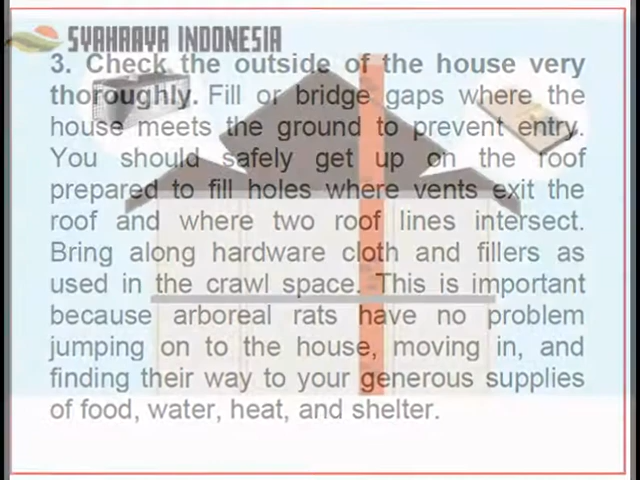 SYAHARYA INDONESIA
3. Check the outside of the house very
thoroughly. Fill or bridge gaps where the
house meets the ground to prevent entry.
You should safely get up on the roof
prepared to fill holes where vents exit the
roof and where two roof lines intersect.
Bring along hardware cloth and fillers as
used in the crawl space. This is important
because arboreal rats have no problem
jumping on to the house, moving in, and
finding their way to your generous supplies
of food, water, heat, and shelter.